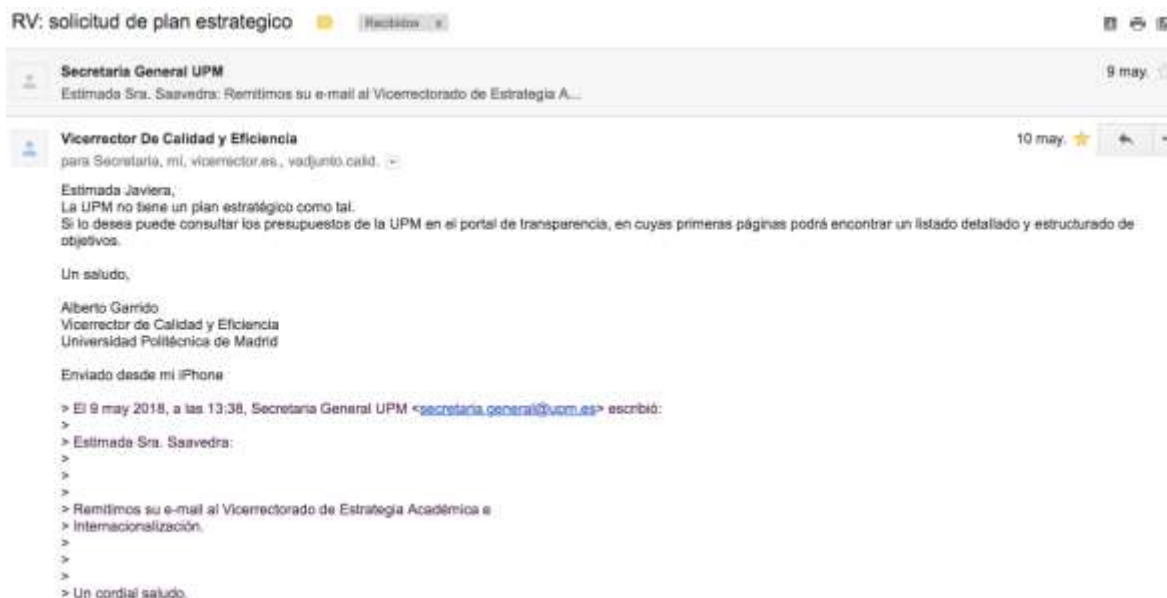 RV: solicitud de plan estrategico
Recibidos x
Secretaria General UPM
9 may.
Estimada Sra. Saavedra: Remitimos su e-mail al Vicerrectorado de Estrategia A...
Vicerrector De Calidad y Eficiencia
10 may.
para Secretaria, mí, vicerrector.es., vadjunto.calid.
Estimada Javiera,
La UPM no tiene un plan estratégico como tal.
Si lo desea puede consultar los presupuestos de la UPM en el portal de transparencia, en cuyas primeras páginas podrá encontrar un listado detallado y estructurado de
objetivos.
Un saludo,
Alberto Garrido
Vicerrector de Calidad y Eficiencia
Universidad Politécnica de Madrid
Enviado desde mi iPhone
> El 9 may 2018, a las 13:38, Secretaria General UPM <secretaria.general@upm.es> escribió:
>
> Estimada Sra. Saavedra:
>
>
>
> Remitimos su e-mail al Vicerrectorado de Estrategia Académica e
> Internacionalización.
>
>
>
> Un cordial saludo.